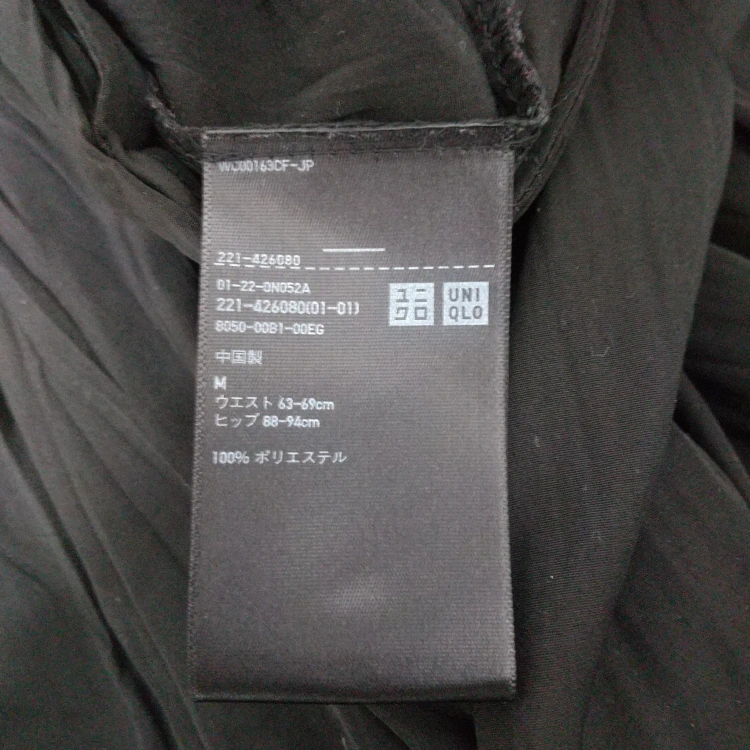 WC00163CF-JP
221-426080
01-22-0N052A
221-426080(01-01)
8050-00B1-00EG
ユニクロ
UNIQLO
中国製
M
ウエスト 63-69cm
ヒップ 88-94cm
100% ポリエステル